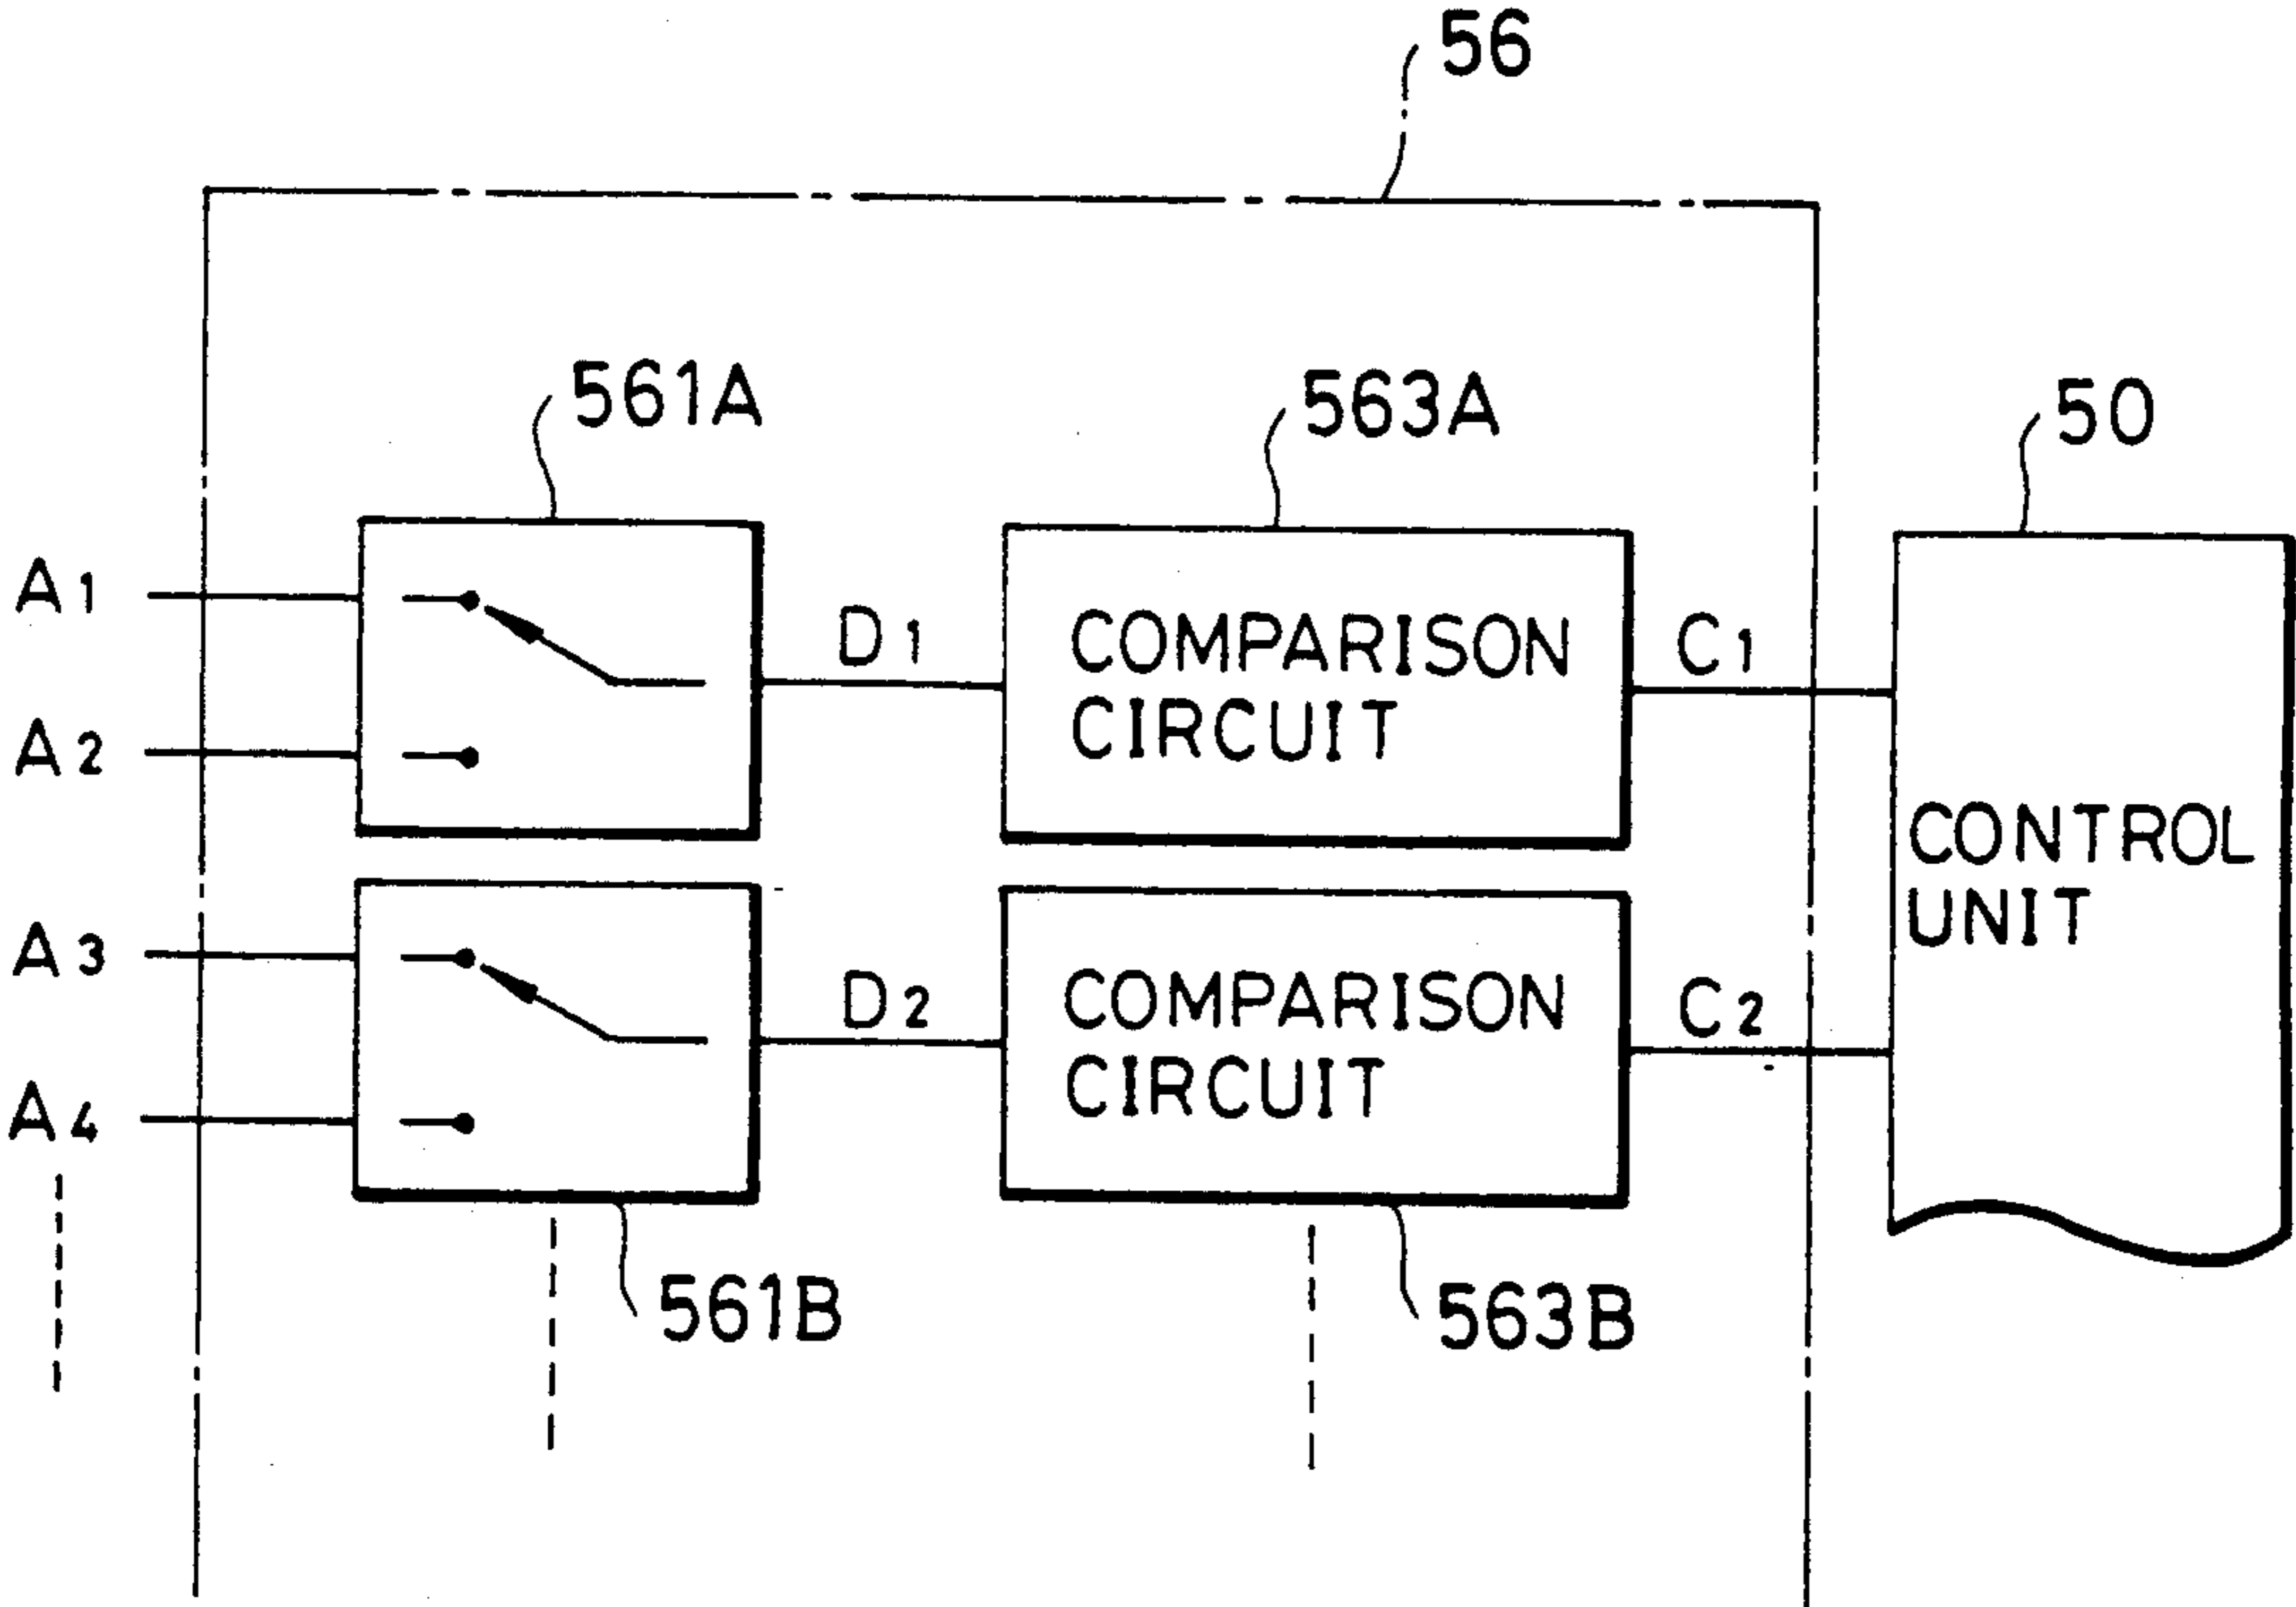 56
561A
563A
50
A1
D1
COMPARISON
CIRCUIT
C1
A2
CONTROL
UNIT
A3
D2
COMPARISON
CIRCUIT
C2
A4
561B
563B